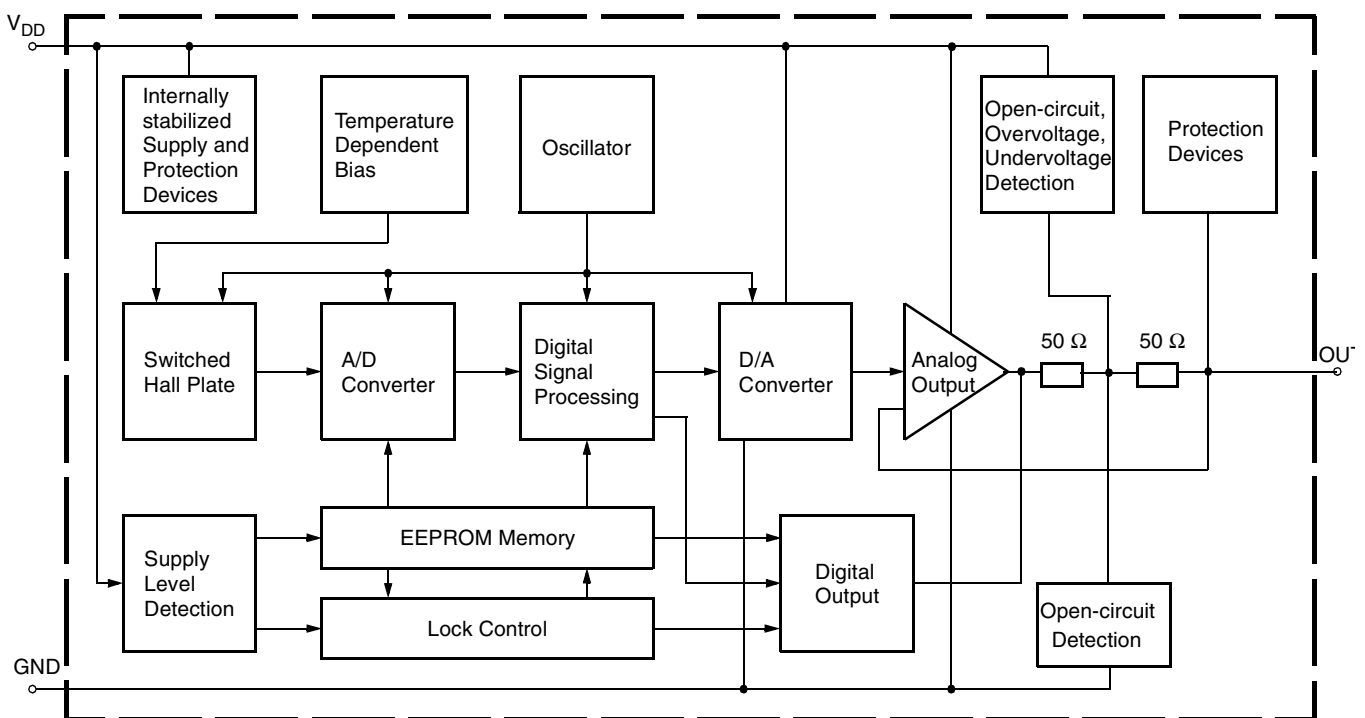 VDD
Internally
stabilized
Supply and
Protection
Devices
Temperature
Dependent
Bias
Oscillator
Open-circuit,
Overvoltage,
Undervoltage
Detection
Protection
Devices
Switched
Hall Plate
A/D
Converter
Digital
Signal
Processing
D/A
Converter
Analog
Output
50 Ω
50 Ω
OUT
EEPROM Memory
Supply
Level
Detection
Lock Control
Digital
Output
Open-circuit
Detection
GND